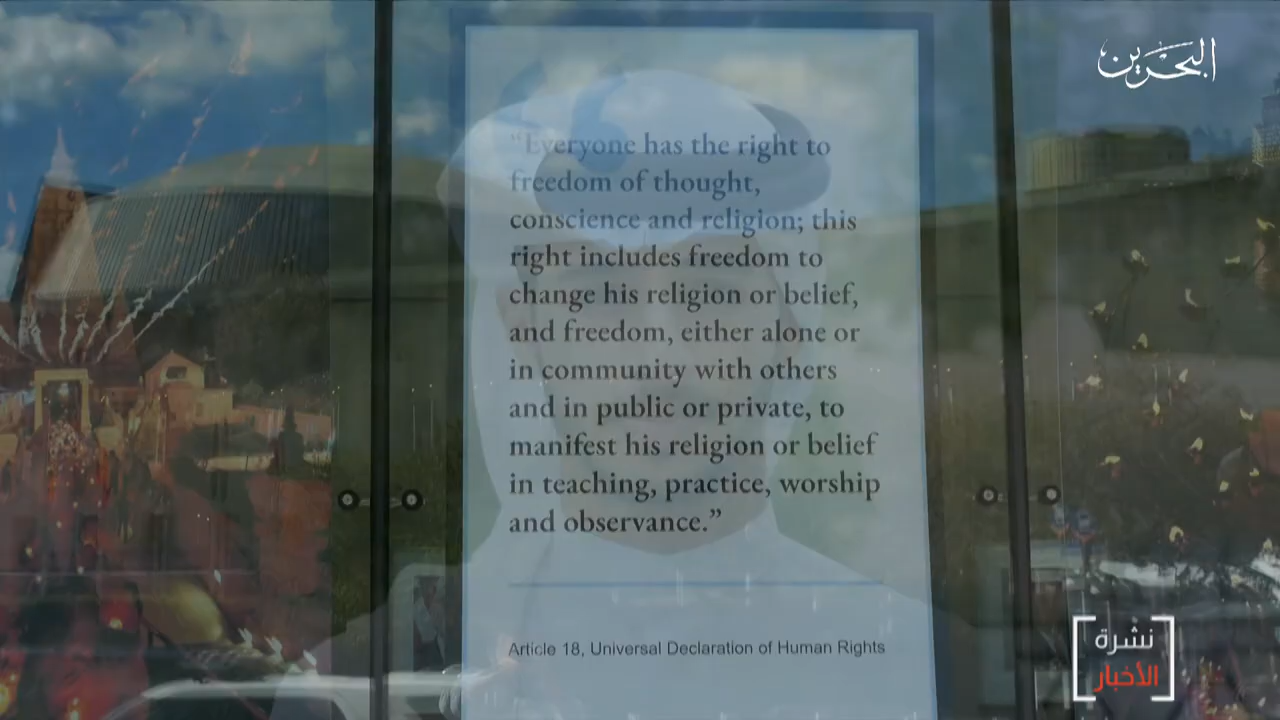 البحرين
“Everyone has the right to
freedom of thought,
conscience and religion; this
right includes freedom to
change his religion or belief,
and freedom, either alone or
in community with others
and in public or private, to
manifest his religion or belief
in teaching, practice, worship
and observance.”
Article 18, Universal Declaration of Human Rights
نشرة
الأخبار